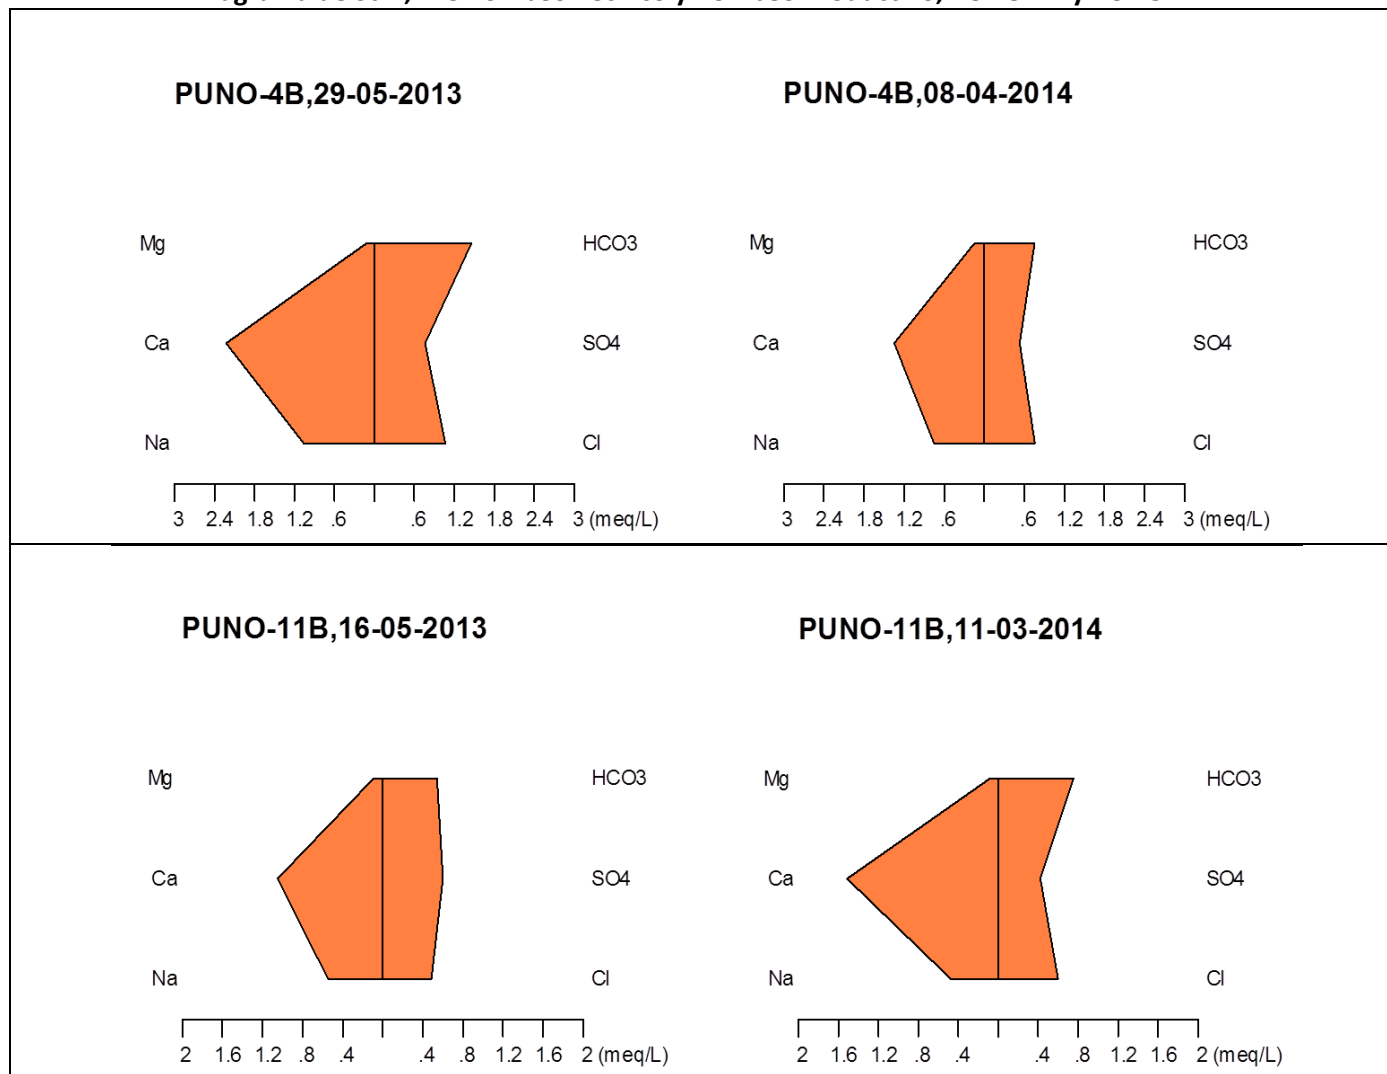 PUNO-4B,29-05-2013
PUNO-4B,08-04-2014
Mg
HCO3
Mg
HCO3
Ca
SO4
Ca
SO4
Na
Cl
Na
Cl
3 2.4 1.8 1.2 .6 .6 1.2 1.8 2.4 3 (meq/L)
3 2.4 1.8 1.2 .6 .6 1.2 1.8 2.4 3 (meq/L)
PUNO-11B,16-05-2013
PUNO-11B,11-03-2014
Mg
HCO3
Mg
HCO3
Ca
SO4
Ca
SO4
Na
Cl
Na
Cl
2 1.6 1.2 .8 .4 .4 .8 1.2 1.6 2 (meq/L)
2 1.6 1.2 .8 .4 .4 .8 1.2 1.6 2 (meq/L)